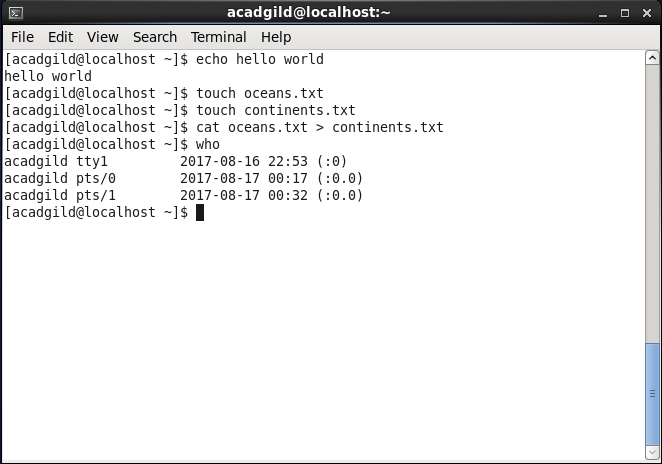 acadgild@localhost:~
File Edit View Search Terminal Help
[acadgild@localhost ~]$ echo hello world
hello world
[acadgild@localhost ~]$ touch oceans.txt
[acadgild@localhost ~]$ touch continents.txt
[acadgild@localhost ~]$ cat oceans.txt > continents.txt
[acadgild@localhost ~]$ who
acadgild tty1         2017-08-16 22:53 (:0)
acadgild pts/0        2017-08-17 00:17 (:0.0)
acadgild pts/1        2017-08-17 00:32 (:0.0)
[acadgild@localhost ~]$